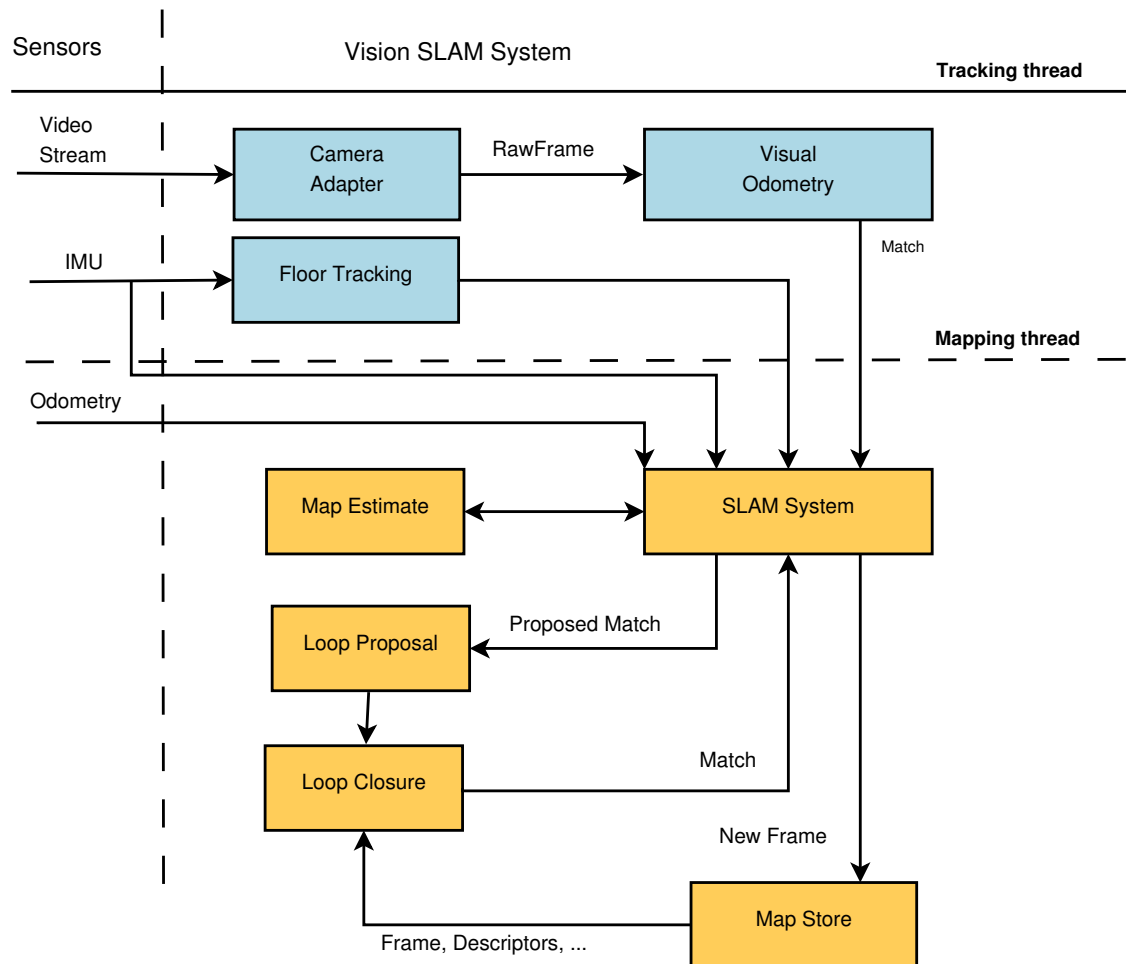 Sensors
Vision SLAM System
Tracking thread
Video
Stream
Camera
Adapter
RawFrame
Visual
Odometry
Match
IMU
Floor Tracking
Mapping thread
Odometry
Map Estimate
SLAM System
Proposed Match
Loop Proposal
Match
Loop Closure
New Frame
Map Store
Frame, Descriptors, ...